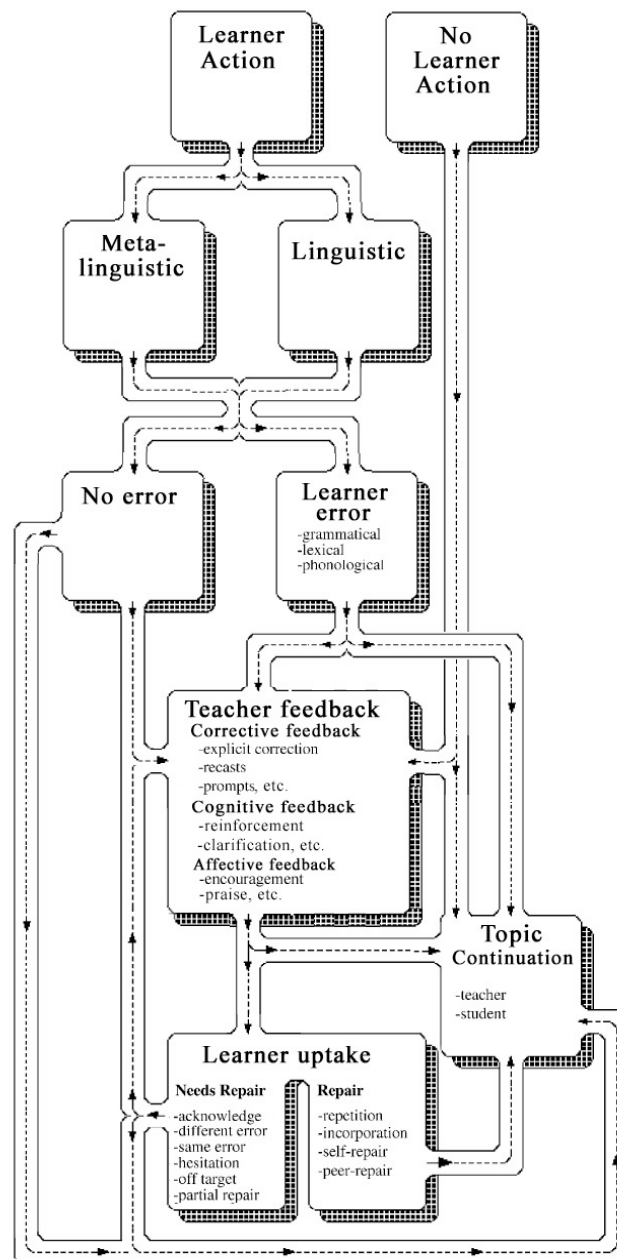 Learner
Action
No
Learner
Action
Meta-
linguistic
Linguistic
No error
Learner
error
-grammatical
-lexical
-phonological
Teacher feedback
Corrective feedback
-explicit correction
-recasts
-prompts, etc.
Cognitive feedback
-reinforcement
-clarification, etc.
Affective feedback
-encouragement
-praise, etc.
Topic
Continuation
-teacher
-student
Learner uptake
Needs Repair
-acknowledge
-different error
-same error
-hesitation
-off target
-partial repair
Repair
-repetition
-incorporation
-self-repair
-peer-repair